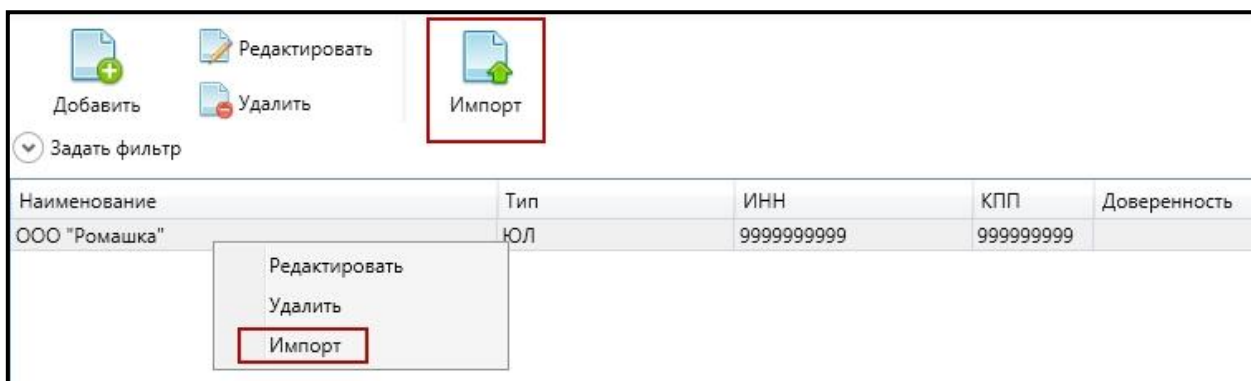 Добавить
Редактировать
Удалить
Импорт
Задать фильтр
Наименование Тип ИНН КПП Доверенность
ООО "Ромашка" ЮЛ 9999999999 999999999
Редактировать
Удалить
Импорт